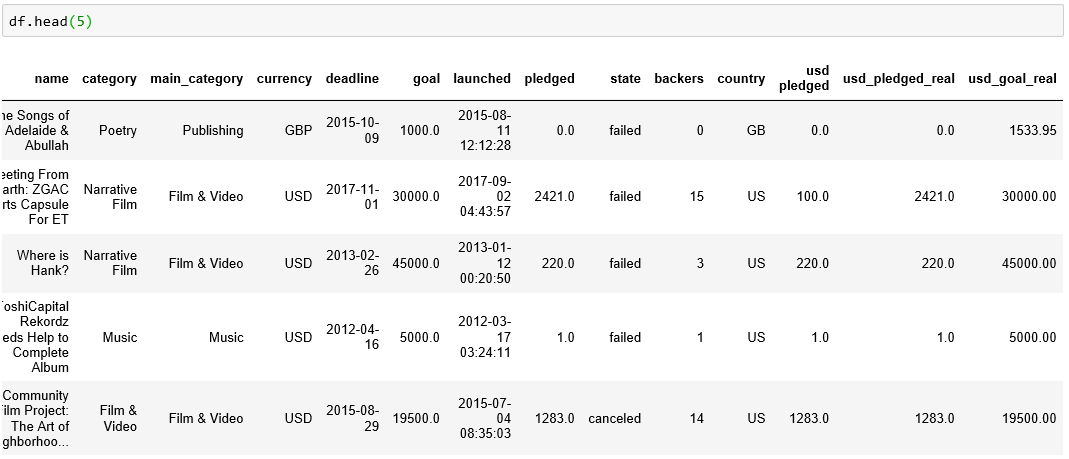 df.head(5)
name category main_category currency deadline goal launched pledged state backers country usd pledged usd_pledged_real usd_goal_real
Songs of Adelaide & Abullah Poetry Publishing GBP 2015-10-09 1000.0 2015-08-11 12:12:28 0.0 failed 0 GB 0.0 0.0 1533.95
From ZGAC Capsule For ET Narrative Film Film & Video USD 2017-11-01 30000.0 2017-09-02 04:43:57 2421.0 failed 15 US 100.0 2421.0 30000.00
Where is Hank? Narrative Film Film & Video USD 2013-02-26 45000.0 2013-01-12 00:20:50 220.0 failed 3 US 220.0 220.0 45000.00
Rekordz Help to Complete Album Music Music USD 2012-04-16 5000.0 2012-03-17 03:24:11 1.0 failed 1 US 1.0 1.0 5000.00
Community Project: The Art of Film & Video Film & Video USD 2015-08-29 19500.0 2015-07-04 08:35:03 1283.0 canceled 14 US 1283.0 1283.0 19500.00